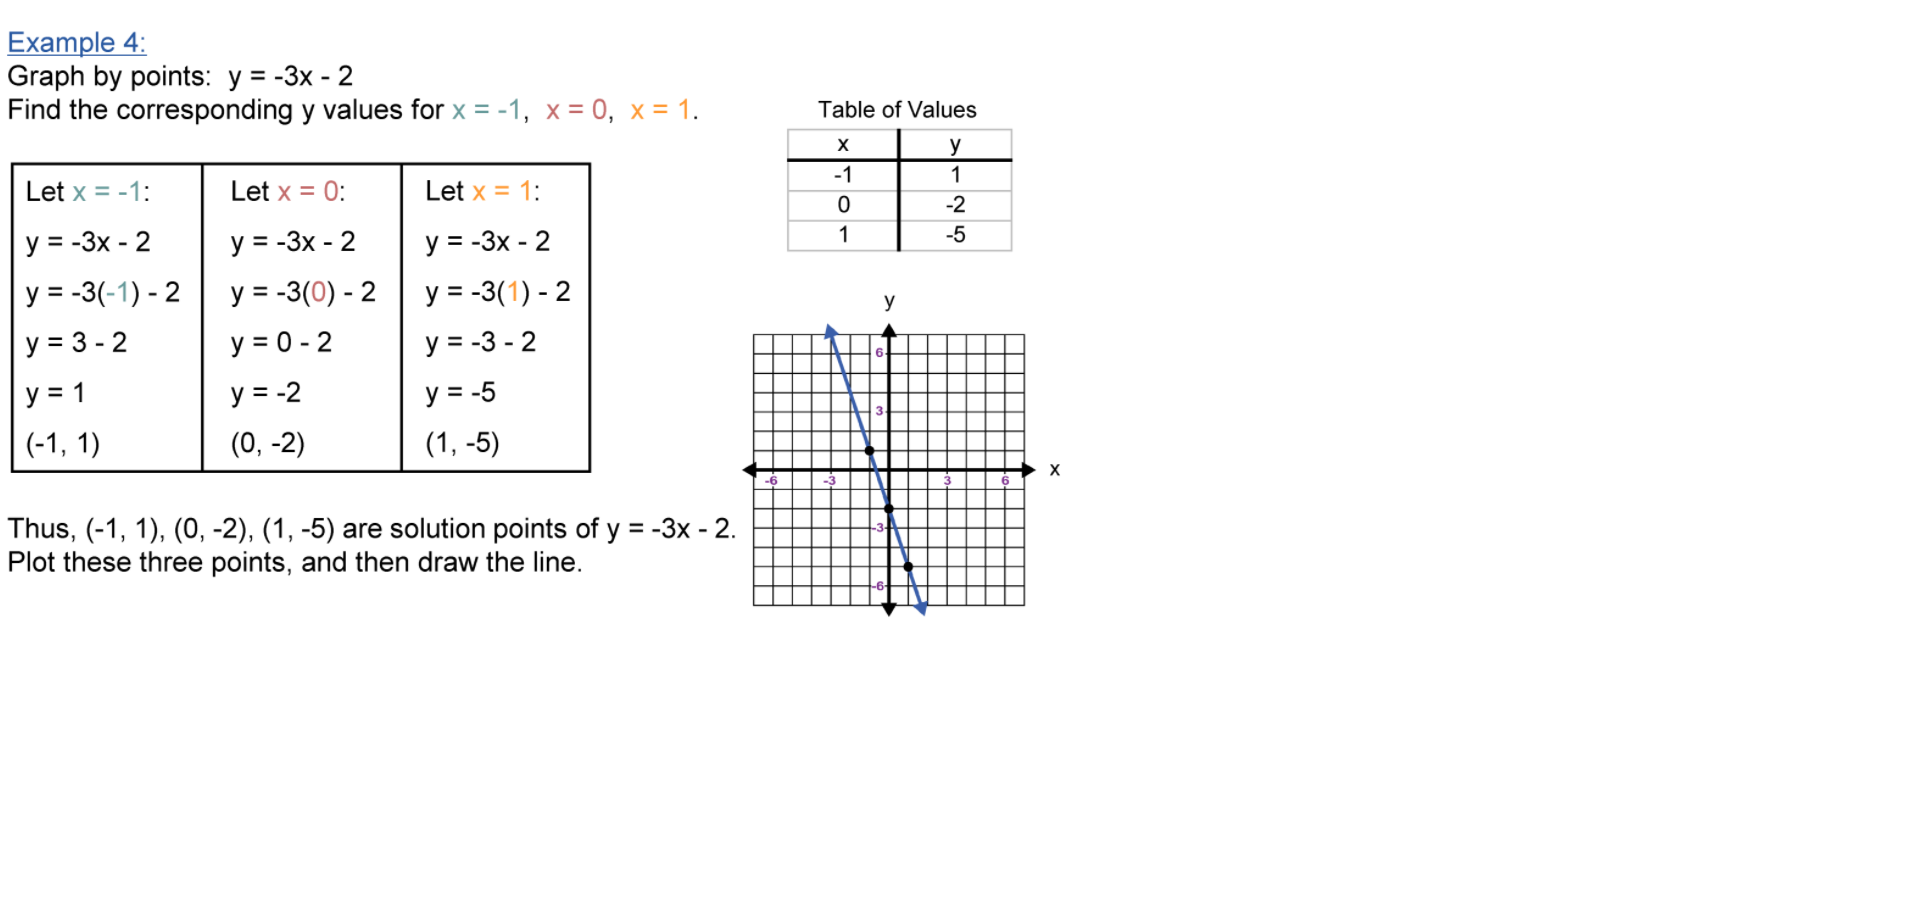 Example 4:
Graph by points:  y = -3x - 2
Find the corresponding y values for x = -1,  x = 0,  x = 1.
Let x = -1:
y = -3x - 2
y = -3(-1) - 2
y = 3 - 2
y = 1
(-1, 1)
Let x = 0:
y = -3x - 2
y = -3(0) - 2
y = 0 - 2
y = -2
(0, -2)
Let x = 1:
y = -3x - 2
y = -3(1) - 2
y = -3 - 2
y = -5
(1, -5)
Thus, (-1, 1), (0, -2), (1, -5) are solution points of y = -3x - 2.
Plot these three points, and then draw the line.
Table of Values
x y
-1 1
0 -2
1 -5
y
6
3
-6 -3 3 6 x
-3
-6